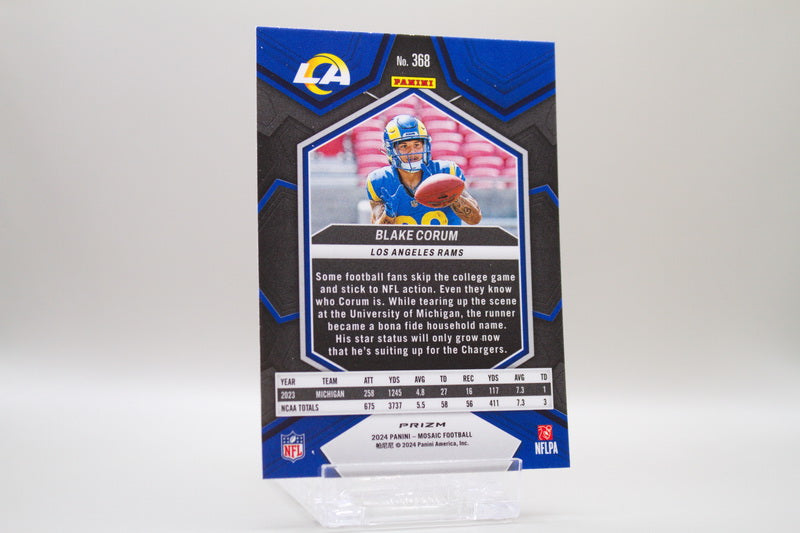 LA
No. 368
PANINI
BLAKE CORUM
LOS ANGELES RAMS
Some football fans skip the college game
and stick to NFL action. Even they know
who Corum is. While tearing up the scene
at the University of Michigan, the runner
became a bona fide household name.
His star status will only grow now
that he's suiting up for the Chargers.
YEAR TEAM ATT YDS AVG TD REC YDS AVG TD
2023 MICHIGAN 258 1245 4.8 27 16 117 7.3 1
NCAA TOTALS 675 3737 5.5 58 56 411 7.3 3
PRIZM
2024 PANINI – MOSAIC FOOTBALL
帕尼尼 © 2024 Panini America, Inc.
NFL
NFLPA